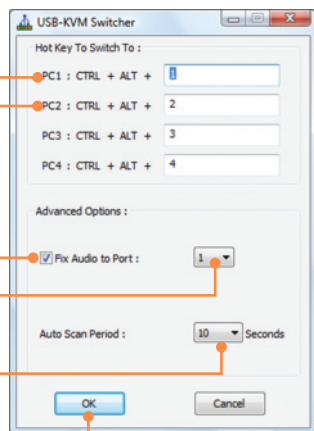 USB-KVM Switcher
Hot Key To Switch To :
PC1 : CTRL + ALT + 1
PC2 : CTRL + ALT + 2
PC3 : CTRL + ALT + 3
PC4 : CTRL + ALT + 4
Advanced Options :
Fix Audio to Port : 1
Auto Scan Period : 10 Seconds
OK Cancel